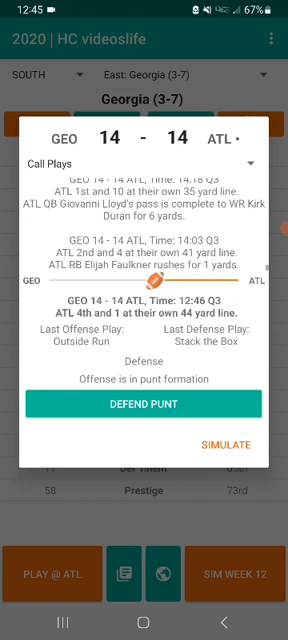 12:45
67%
2020 | HC videoslife
SOUTH
East: Georgia (3-7)
Georgia (3-7)
GEO 14 - 14 ATL •
Call Plays
GEO 14 - 14 ATL, Time: 14:18 Q3
ATL 1st and 10 at their own 35 yard line.
ATL QB Giovanni Lloyd's pass is complete to WR Kirk
Duran for 6 yards.
GEO 14 - 14 ATL, Time: 14:03 Q3
ATL 2nd and 4 at their own 41 yard line.
ATL RB Elijah Faulkner rushes for 1 yards.
GEO
ATL
GEO 14 - 14 ATL, Time: 12:46 Q3
ATL 4th and 1 at their own 44 yard line.
Last Offense Play:
Outside Run
Last Defense Play:
Stack the Box
Defense
Offense is in punt formation
DEFEND PUNT
SIMULATE
77 Def Talent 65th
58 Prestige 73rd
PLAY @ ATL
SIM WEEK 12